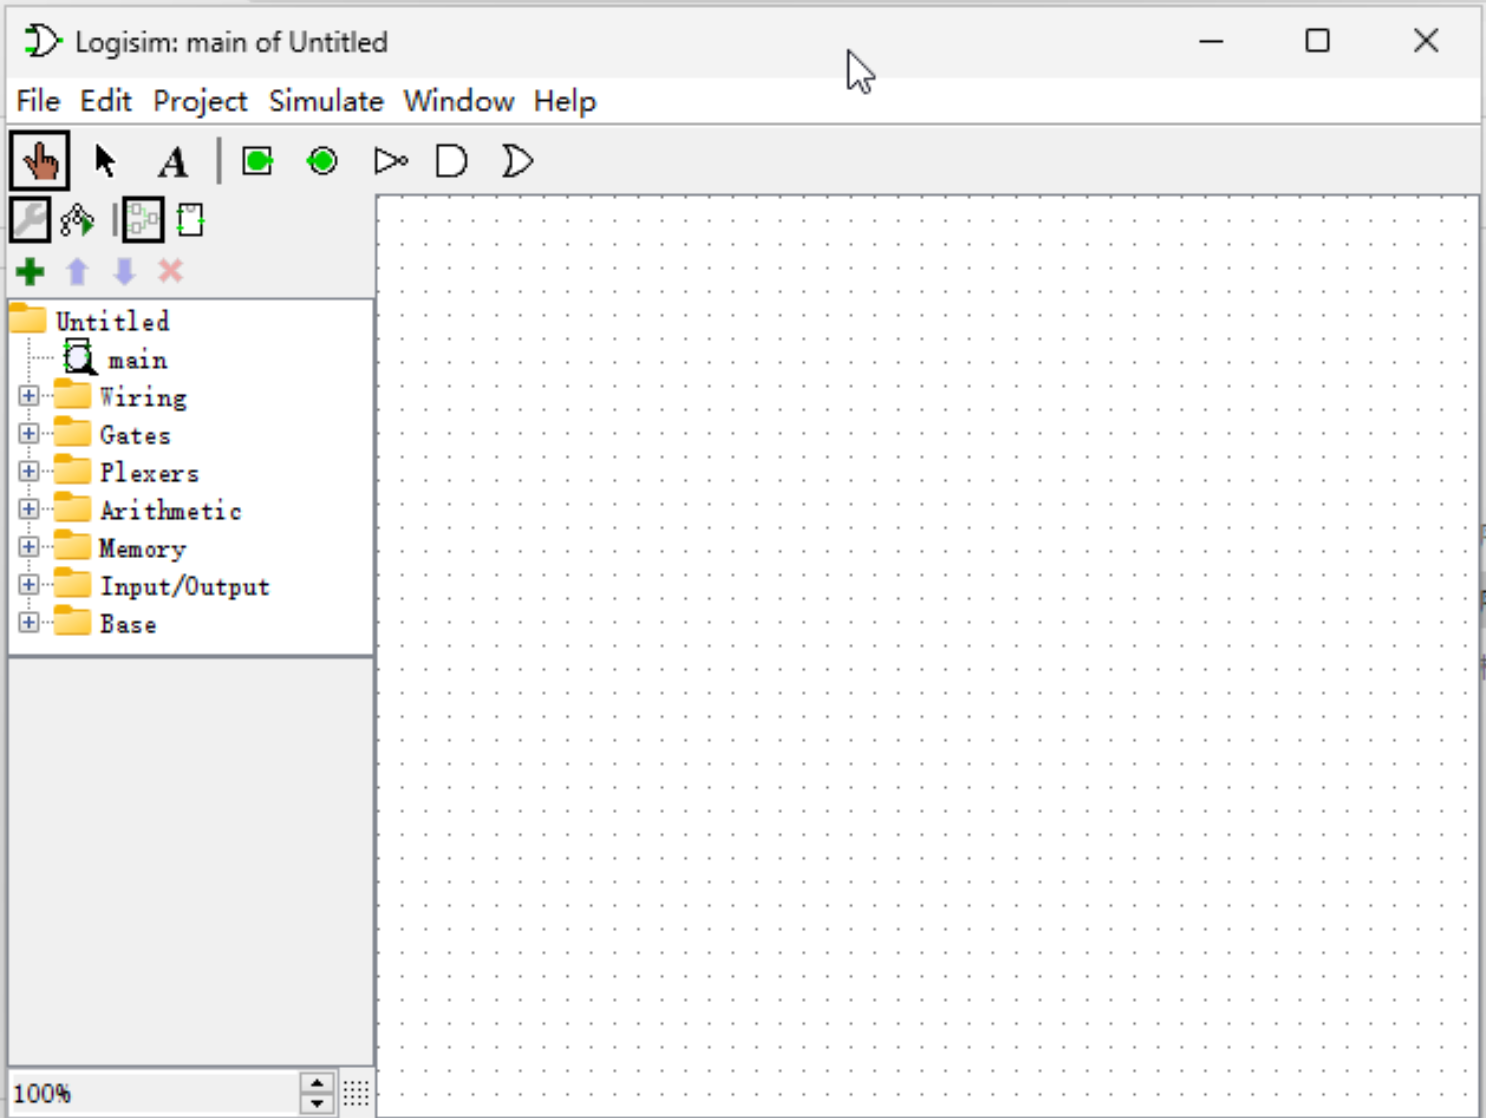 Logisim: main of Untitled
File Edit Project Simulate Window Help
A
Untitled
main
Wiring
Gates
Plexers
Arithmetic
Memory
Input/Output
Base
100%